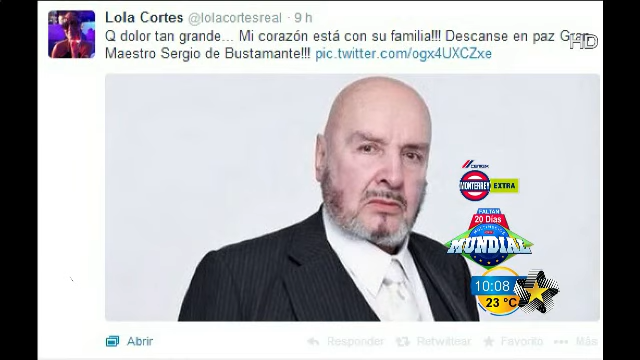 Lola Cortes @lolacortesreal · 9 h
Q dolor tan grande... Mi corazón está con su familia!!! Descanse en paz Gran
Maestro Sergio de Bustamante!!! pic.twitter.com/ogx4UXCZxe
HD
CEMEX
MONTERREY EXTRA
FALTAN
20 Días
MUNDIAL
10:08
23 °C
Abrir
Responder
Retwittear
Favorito
Más